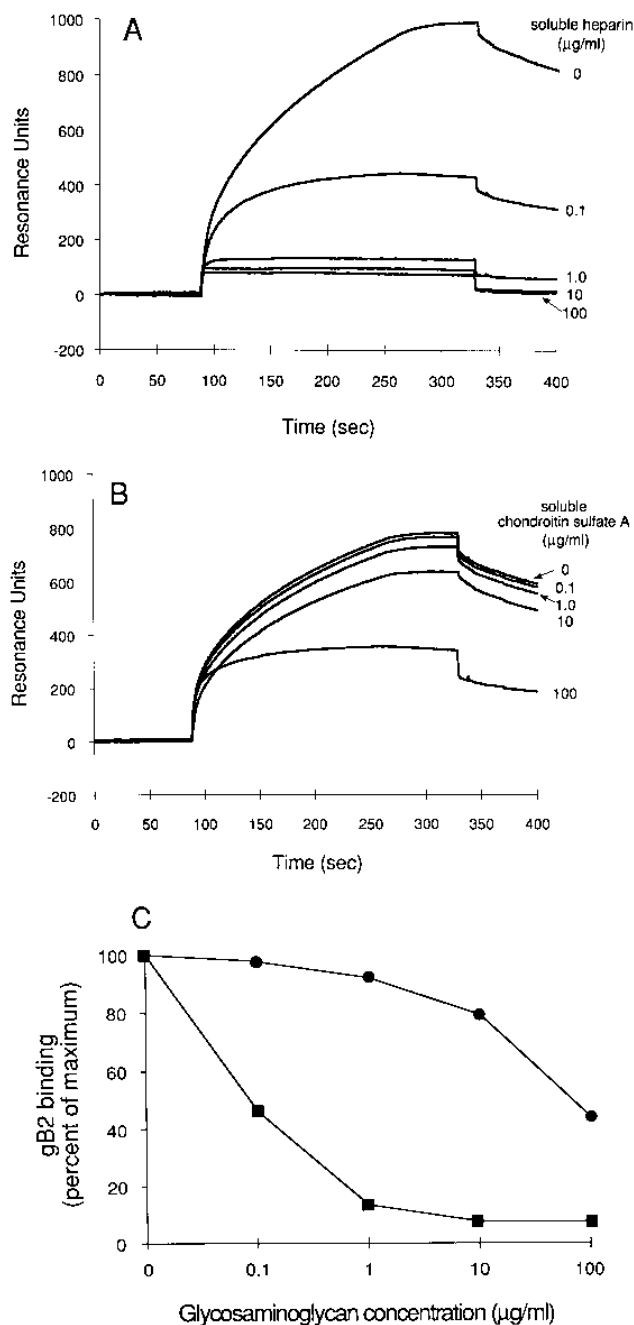 A
soluble heparin
(µg/ml)
1000
800
600
400
200
0
-200
Resonance Units
0
0.1
1.0
10
100
0 50 100 150 200 250 300 350 400
Time (sec)
B
soluble
chondroitin sulfate A
(µg/ml)
1000
800
600
400
200
0
-200
Resonance Units
0
0.1
1.0
10
100
0 50 100 150 200 250 300 350 400
Time (sec)
C
100
80
60
40
20
0
gB2 binding
(percent of maximum)
0 0.1 1 10 100
Glycosaminoglycan concentration (µg/ml)